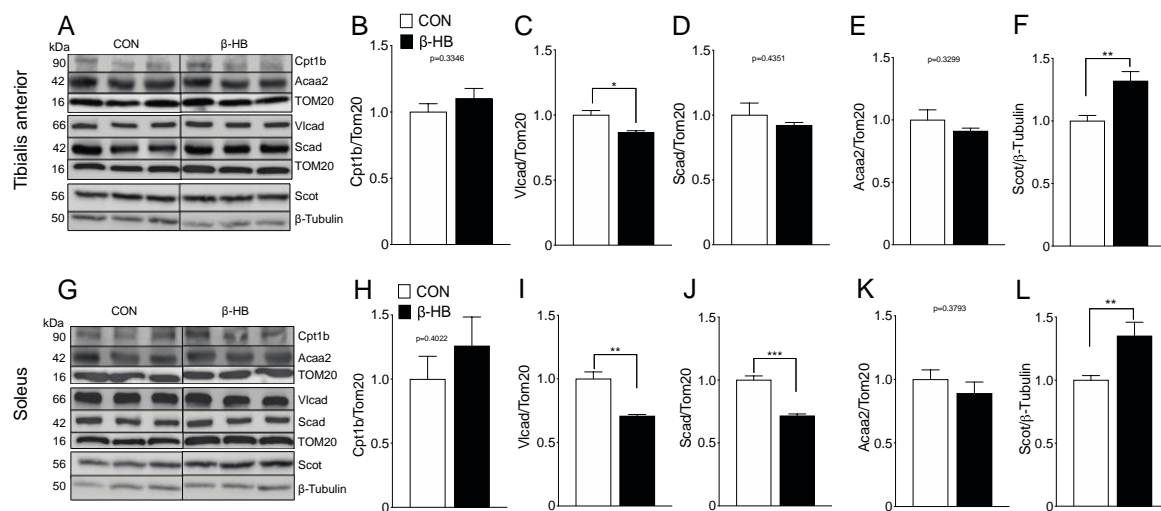 Tibialis anterior
A
kDa
CON
β-HB
90
Cpt1b
42
Acaa2
16
TOM20
66
Vlcad
42
Scad
16
TOM20
56
Scot
50
β-Tubulin
B
CON
β-HB
Cpt1b/Tom20
1.5
p=0.3346
1.0
0.5
0
C
Vlcad/Tom20
1.5
*
1.0
0.5
0
D
Scad/Tom20
1.5
p=0.4351
1.0
0.5
0
E
Acaa2/Tom20
1.5
p=0.3299
1.0
0.5
0
F
Scot/β-Tubulin
1.5
**
1.0
0.5
0
Soleus
G
kDa
CON
β-HB
90
Cpt1b
42
Acaa2
16
TOM20
66
Vlcad
42
Scad
16
TOM20
56
Scot
50
β-Tubulin
H
CON
β-HB
Cpt1b/Tom20
1.5
p=0.4022
1.0
0.5
0
I
Vlcad/Tom20
1.5
**
1.0
0.5
0
J
Scad/Tom20
1.5
***
1.0
0.5
0
K
Acaa2/Tom20
1.5
p=0.3793
1.0
0.5
0
L
Scot/β-Tubulin
1.5
**
1.0
0.5
0